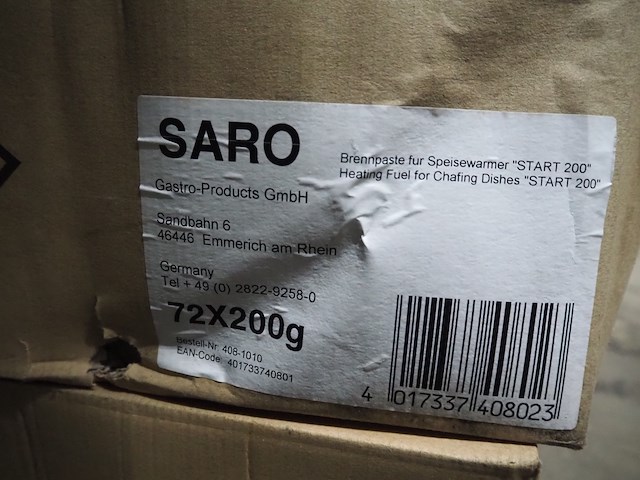 SARO
Gastro-Products GmbH
Brennpaste fur Speisewarmer "START 200"
Heating Fuel for Chafing Dishes "START 200"
Sandbahn 6
46446 Emmerich am Rhein
Germany
Tel + 49 (0) 2822-9258-0
72X200g
Bestell-Nr. 408-1010
EAN-Code: 401733740801
4 017337 408023